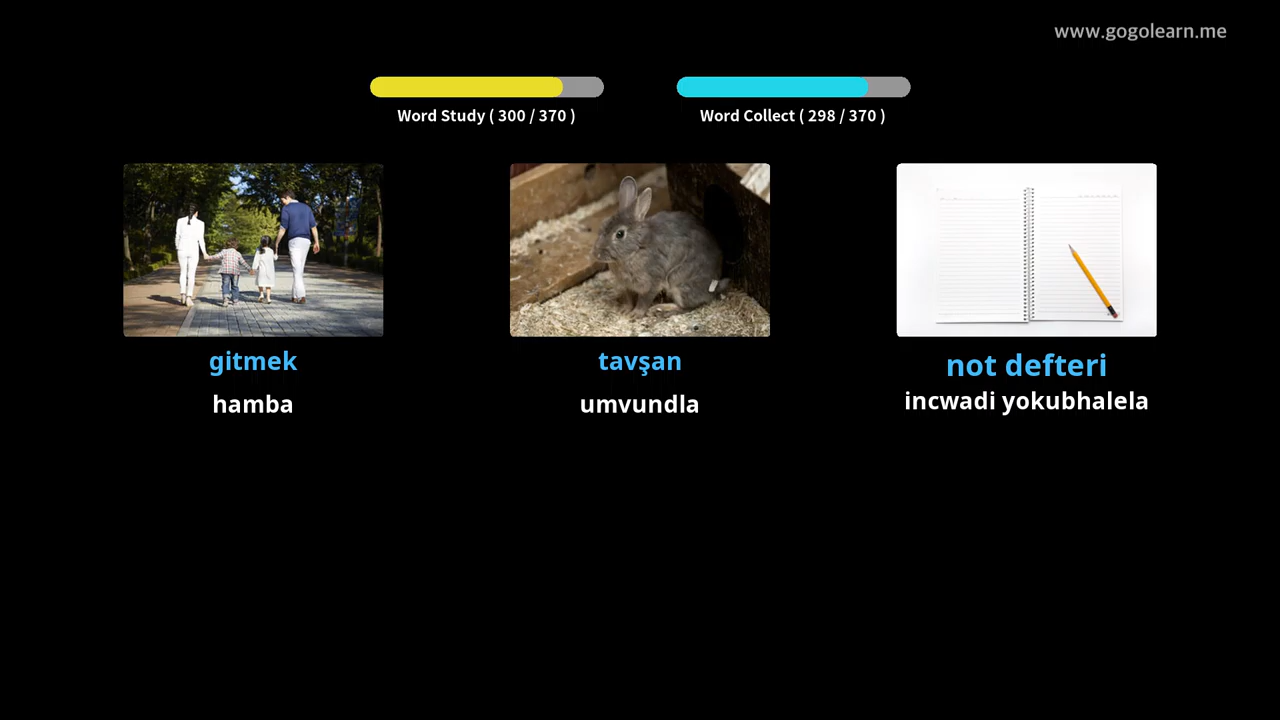 www.gogolearn.me
Word Study ( 300 / 370 )
Word Collect ( 298 / 370 )
gitmek
hamba
tavşan
umvundla
not defteri
incwadi yokubhalela